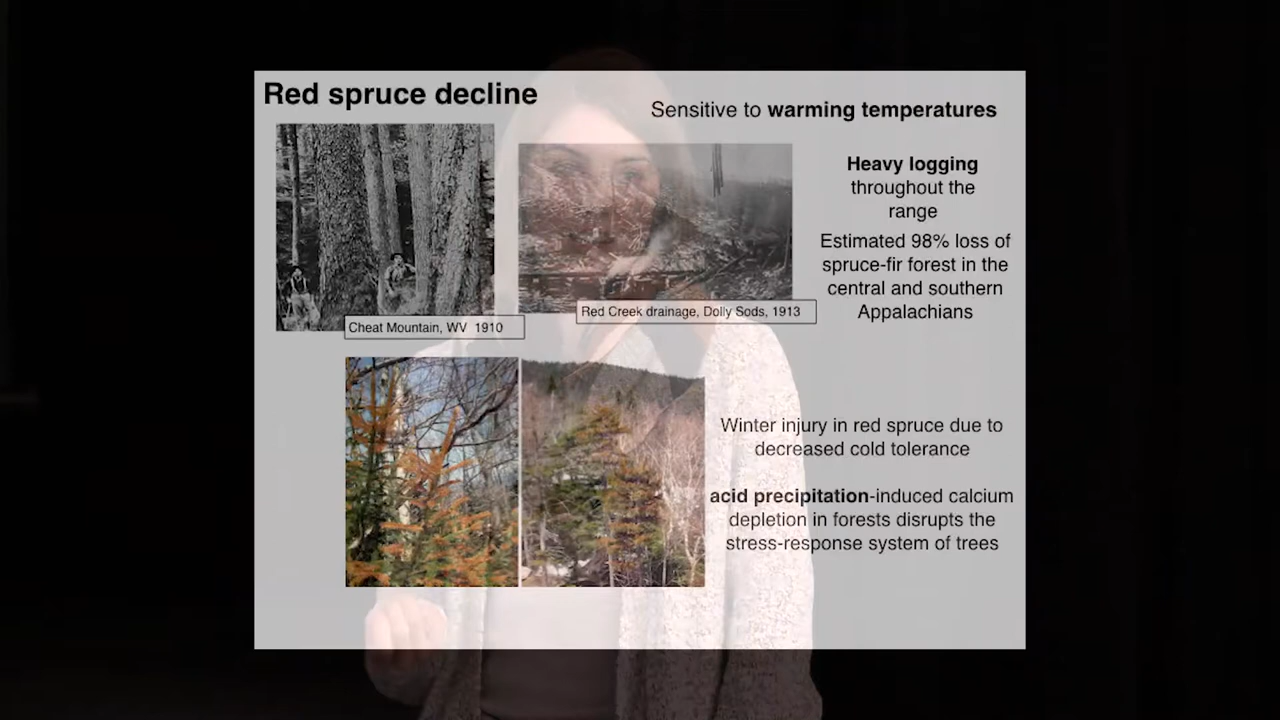 Red spruce decline
Sensitive to warming temperatures
Heavy logging
throughout the
range
Estimated 98% loss of
spruce-fir forest in the
central and southern
Appalachians
Cheat Mountain, WV 1910
Red Creek drainage, Dolly Sods, 1913
Winter injury in red spruce due to
decreased cold tolerance
acid precipitation-induced calcium
depletion in forests disrupts the
stress-response system of trees